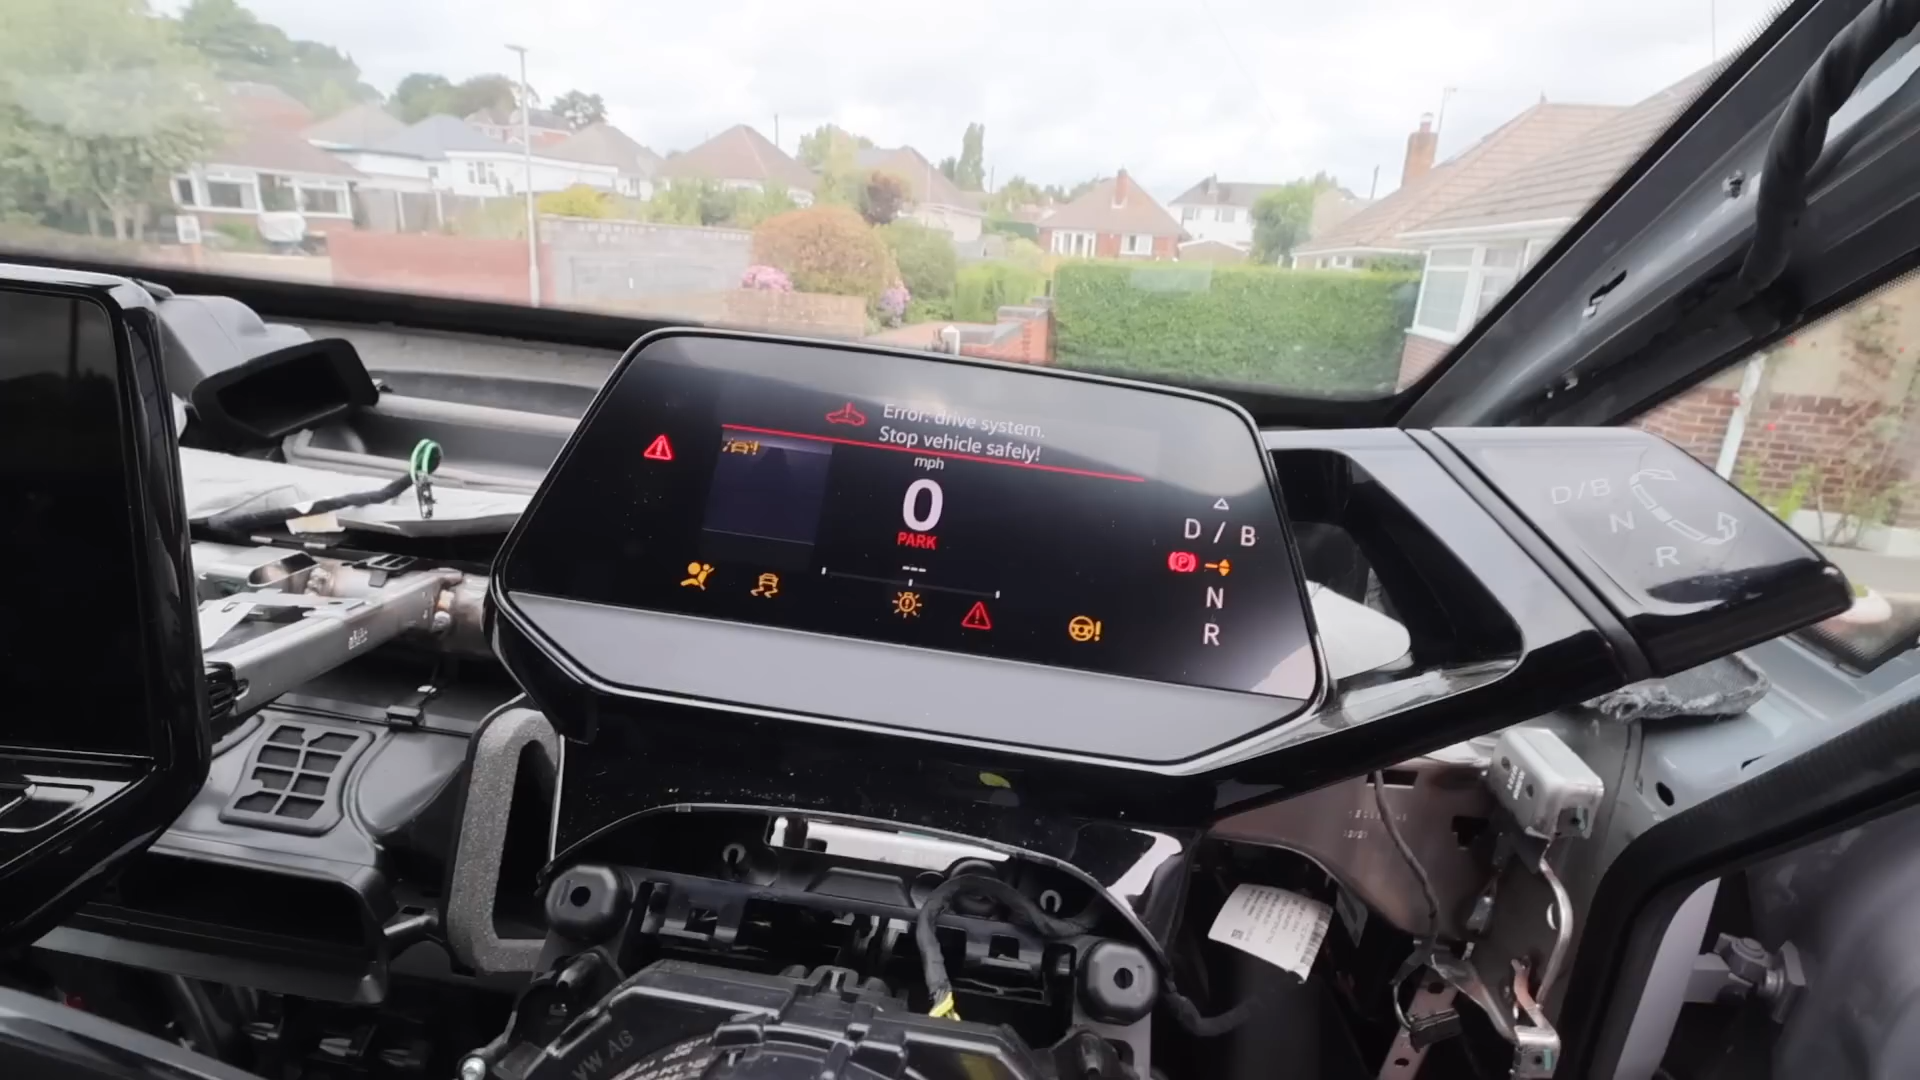 Error: drive system.
Stop vehicle safely!
mph
0
PARK
---
D / B
P
N
R
D/B
N
R
VW AG